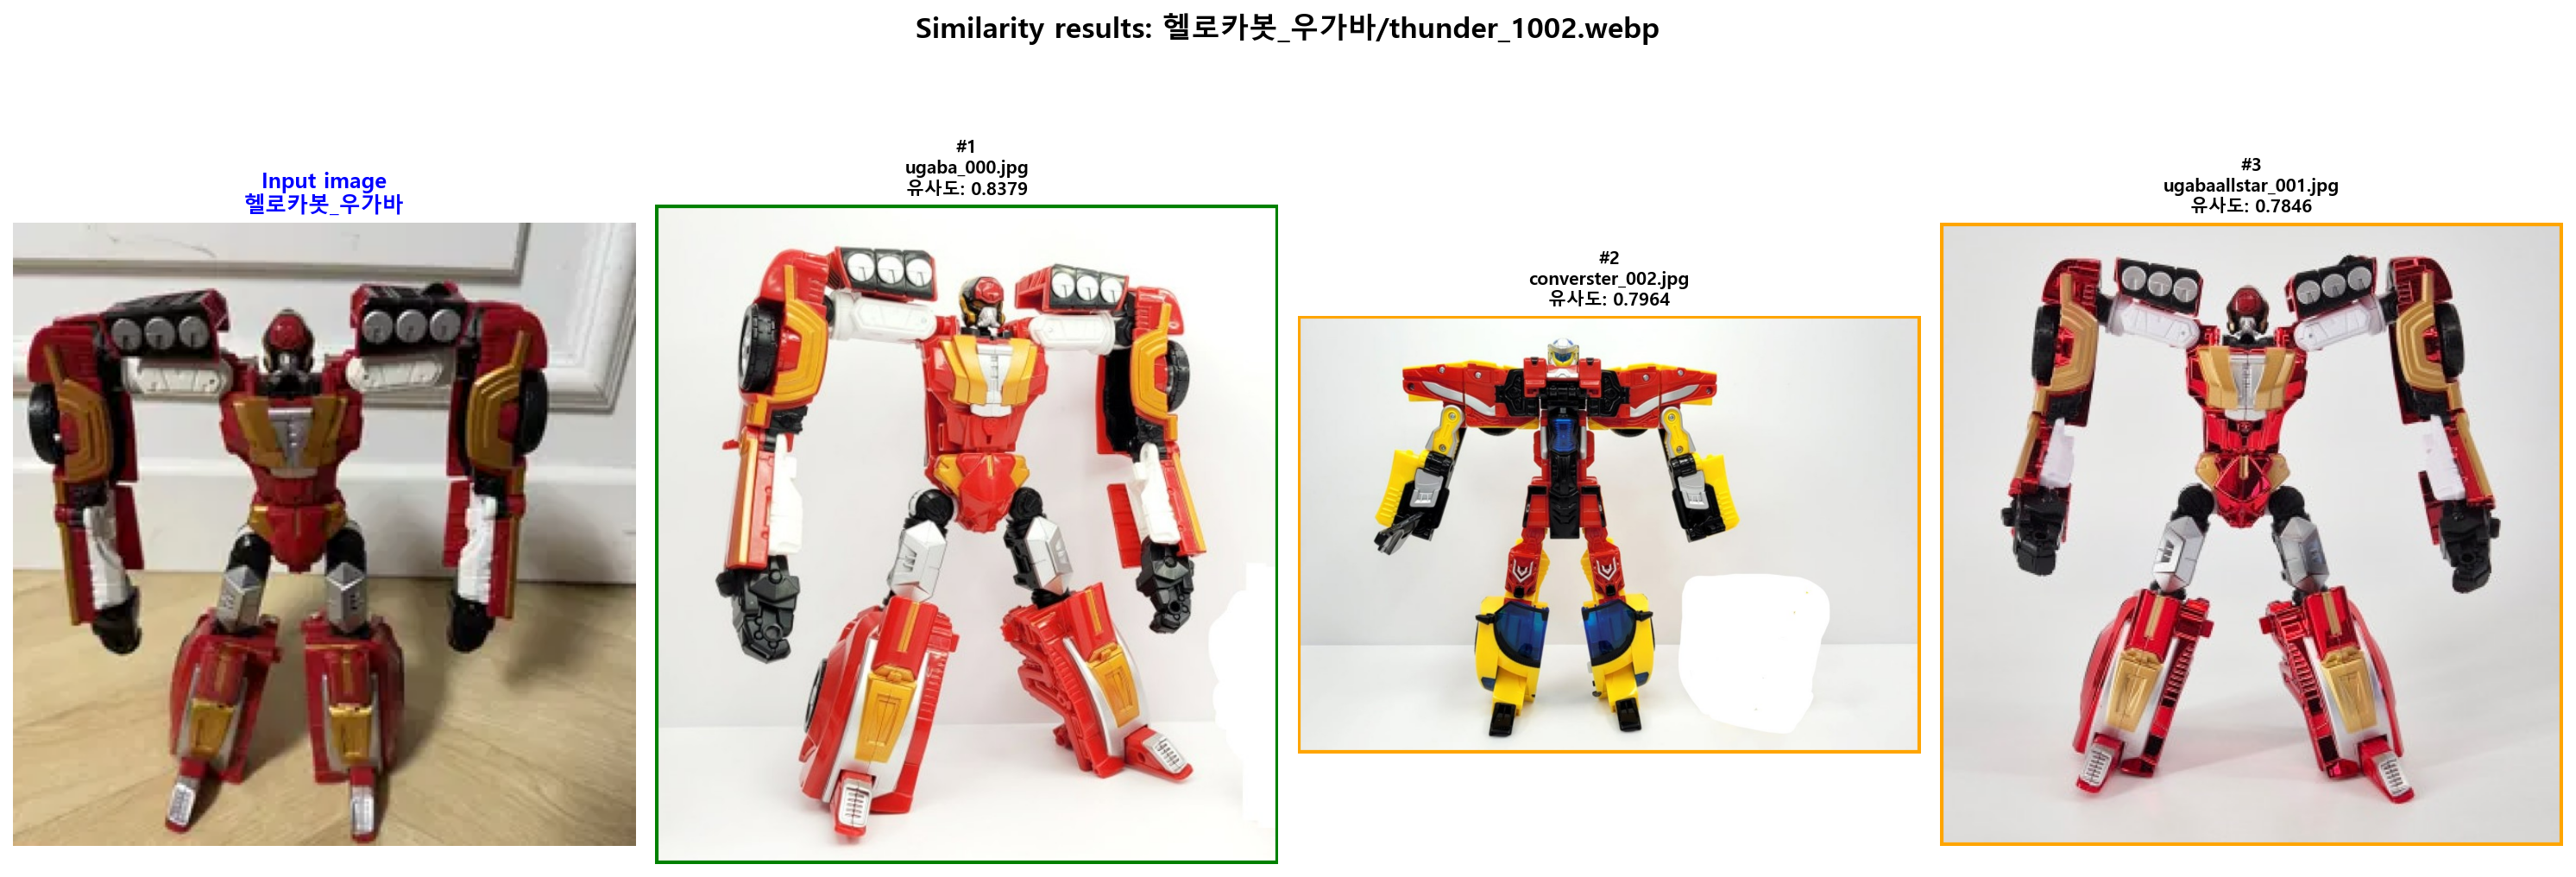 Similarity results: 헬로카봇_우가바/thunder_1002.webp
Input image
헬로카봇_우가바
#1
ugaba_000.jpg
유사도: 0.8379
#2
converster_002.jpg
유사도: 0.7964
#3
ugabaallstar_001.jpg
유사도: 0.7846